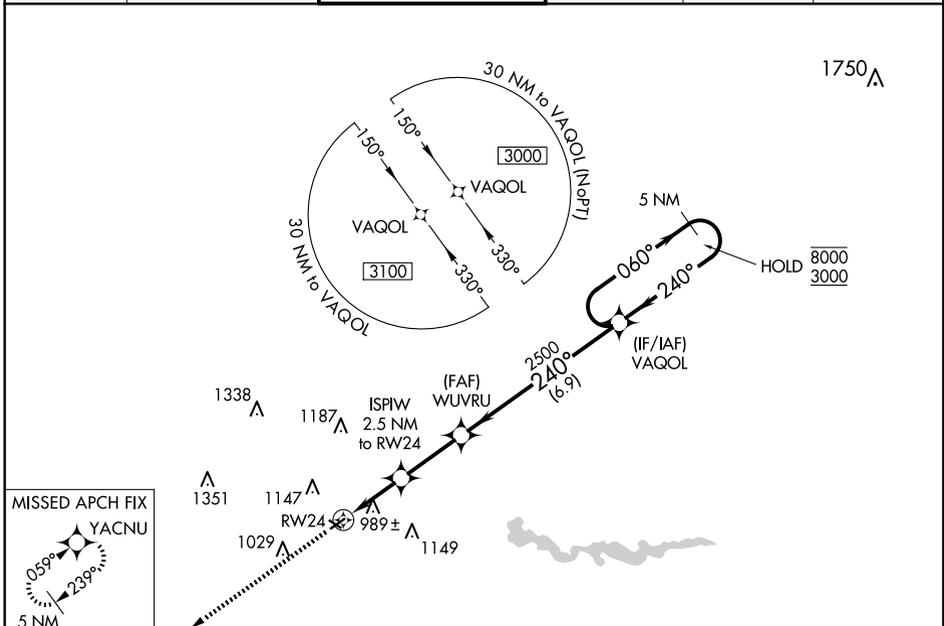 1750
30 NM to VAQOL (NoPT)
150°
150°
3000
VAQOL
VAQOL
5 NM
30 NM to VAQOL
3100
330°
330°
060°
240°
HOLD
8000
3000
(IF/IAF)
VAQOL
2500
240°
(6.9)
(FAF)
WUVRU
1338
ISPIW
2.5 NM
to RW24
1187
1351
1147
MISSED APCH FIX
YACNU
RW24
989±
1029
1149
059°
239°
5 NM